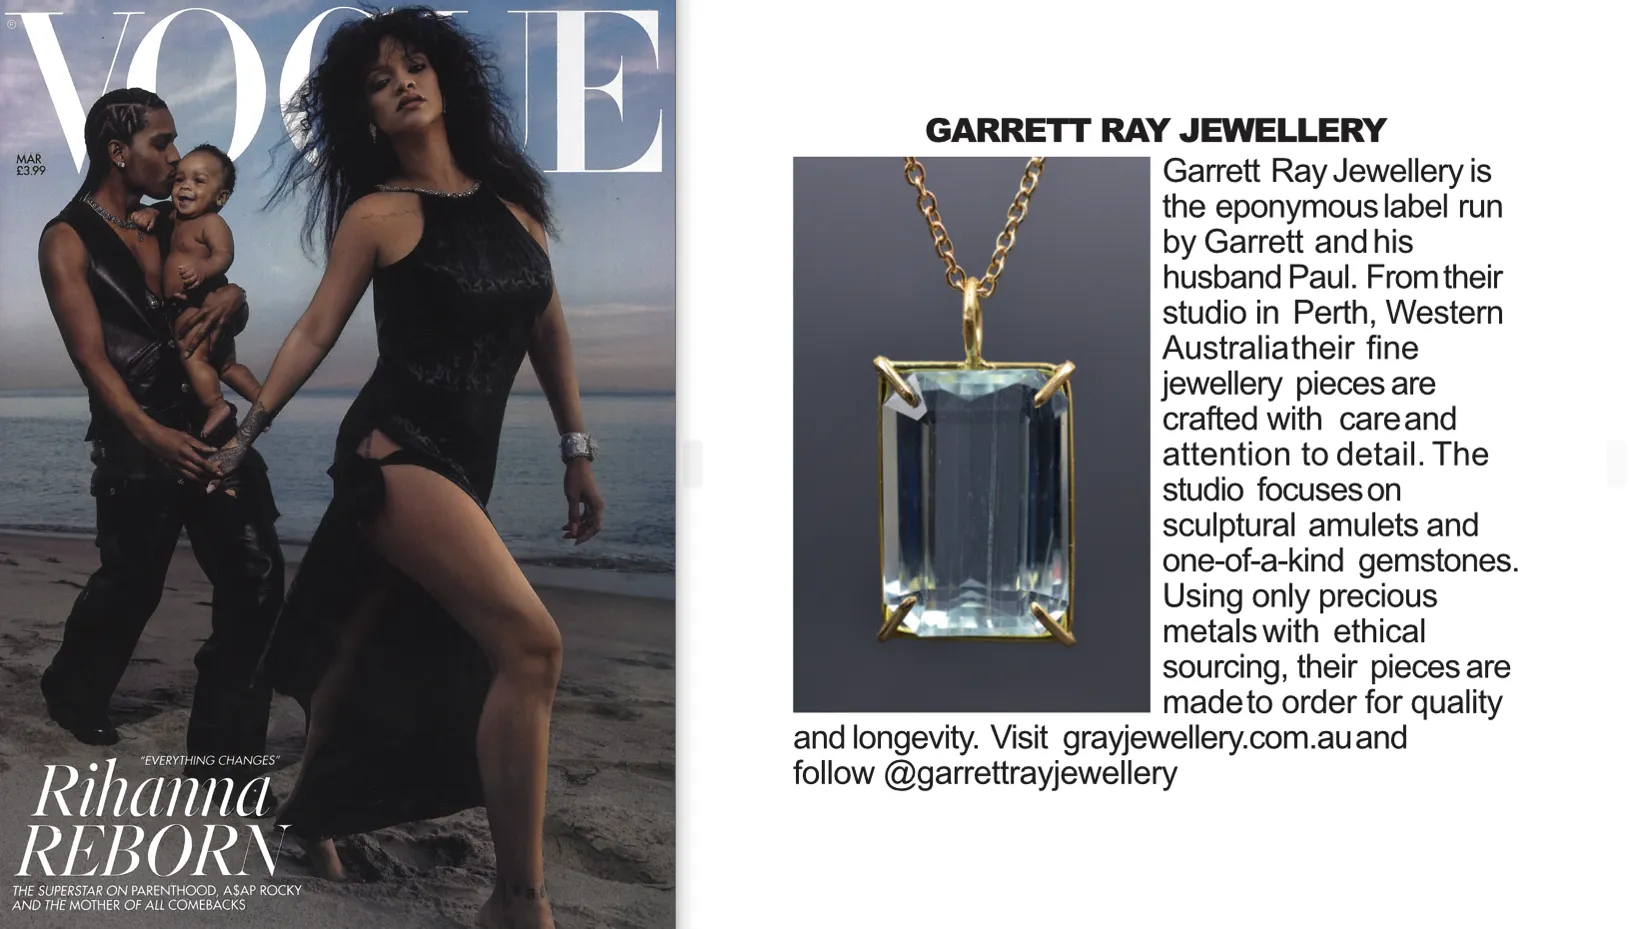 VOGUE
®
MAR
£3.99
"EVERYTHING CHANGES"
Rihanna
REBORN
THE SUPERSTAR ON PARENTHOOD, A$AP ROCKY
AND THE MOTHER OF ALL COMEBACKS
GARRETT RAY JEWELLERY
Garrett Ray Jewellery is
the eponymous label run
by Garrett and his
husband Paul. From their
studio in Perth, Western
Australia their fine
jewellery pieces are
crafted with care and
attention to detail. The
studio focuses on
sculptural amulets and
one-of-a-kind gemstones.
Using only precious
metals with ethical
sourcing, their pieces are
made to order for quality
and longevity. Visit grayjewellery.com.au and
follow @garrettrayjewellery